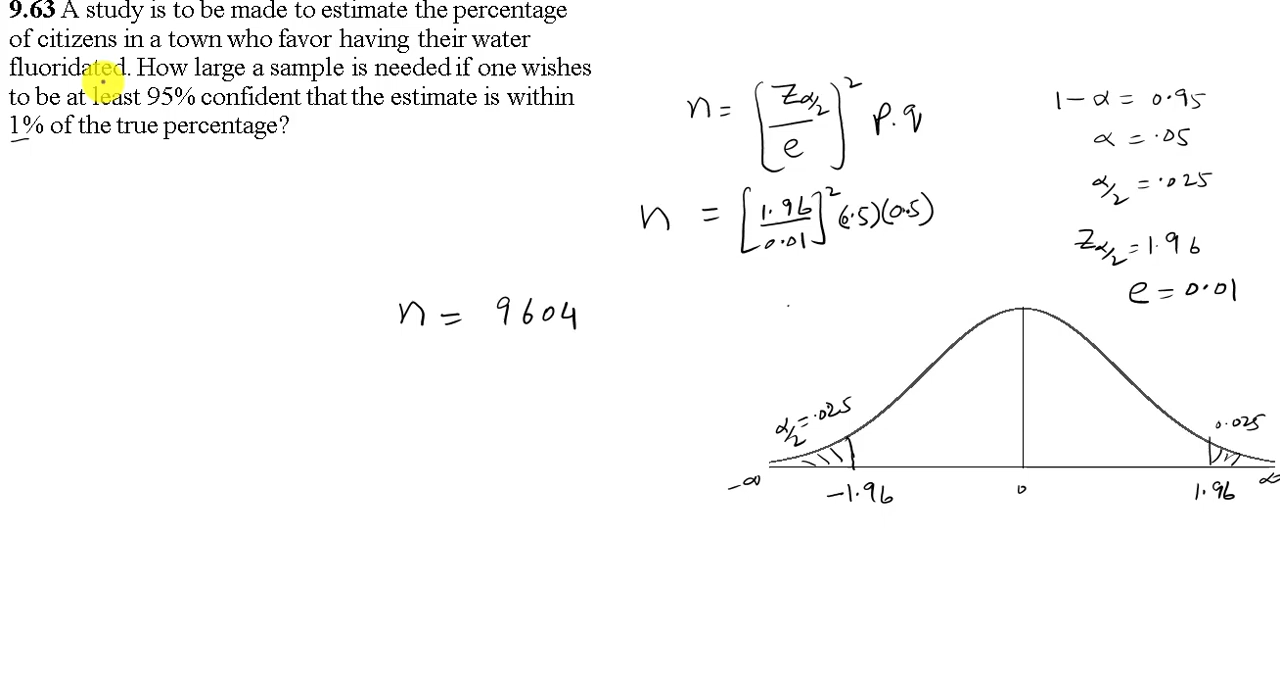 9.63 A study is to be made to estimate the percentage
of citizens in a town who favor having their water
fluoridated. How large a sample is needed if one wishes
to be at least 95% confident that the estimate is within
1% of the true percentage?
n = [Zα/2 / e]² p.q
n = [1.96 / 0.01]² (0.5)(0.5)
n = 9604
1-α = 0.95
α = .05
α/2 = .025
Zα/2 = 1.96
e = 0.01
α/2 = .025
0.025
-∞
-1.96
0
1.96
∞